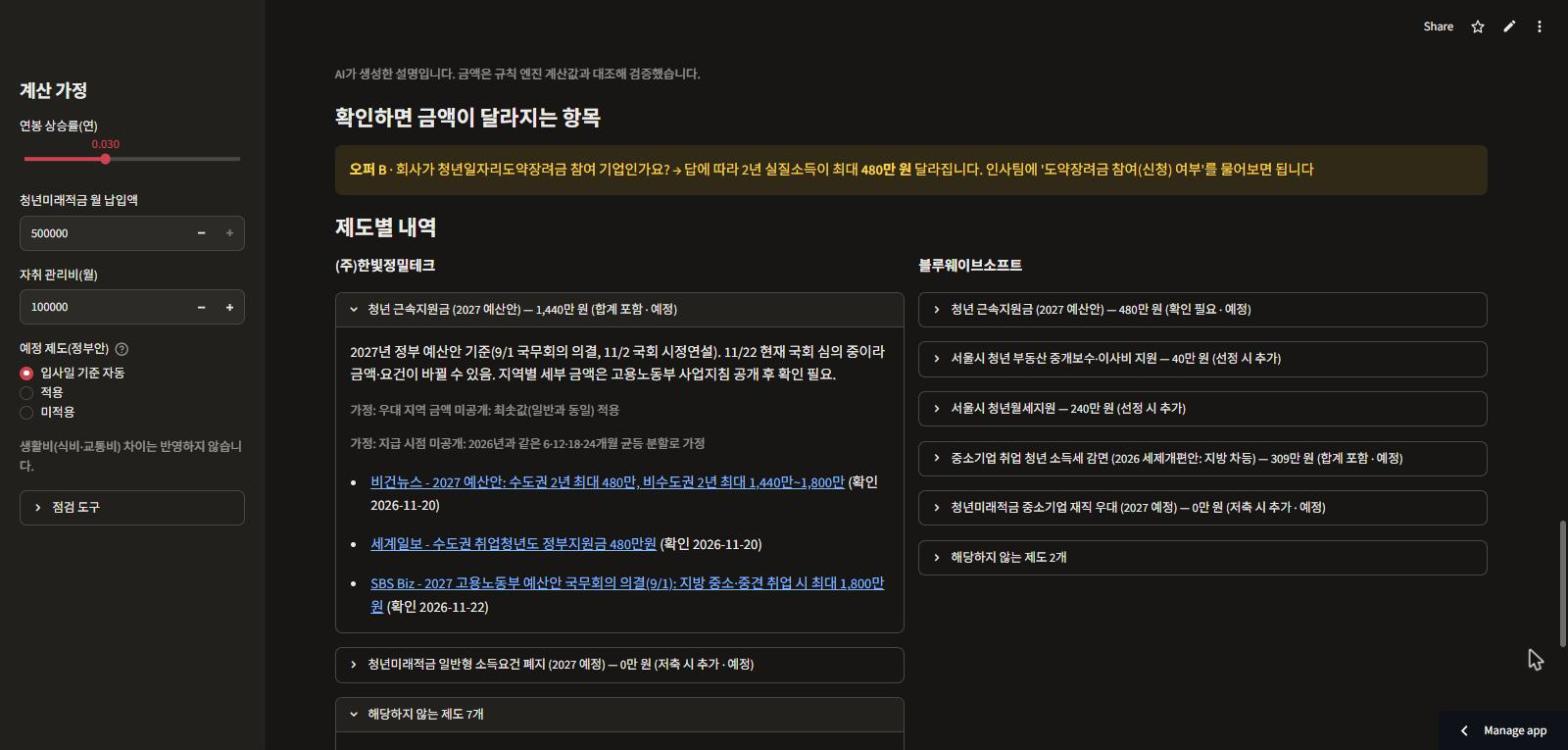 Share
계산 가정
연봉 상승률(연)
0.030
청년미래적금 월 납입액
500000
자취 관리비(월)
100000
예정 제도(정부안)
입사일 기준 자동
적용
미적용
생활비(식비·교통비) 차이는 반영하지 않습니
다.
점검 도구
AI가 생성한 설명입니다. 금액은 규칙 엔진 계산값과 대조해 검증했습니다.
확인하면 금액이 달라지는 항목
오퍼 B · 회사가 청년일자리도약장려금 참여 기업인가요? → 답에 따라 2년 실질소득이 최대 480만 원 달라집니다. 인사팀에 '도약장려금 참여(신청) 여부'를 물어보면 됩니다
제도별 내역
(주)한빛정밀테크
청년 근속지원금 (2027 예산안) — 1,440만 원 (합계 포함 · 예정)
2027년 정부 예산안 기준(9/1 국무회의 의결, 11/2 국회 시정연설). 11/22 현재 국회 심의 중이라
금액·요건이 바뀔 수 있음. 지역별 세부 금액은 고용노동부 사업지침 공개 후 확인 필요.
가정: 우대 지역 금액 미공개: 최솟값(일반과 동일) 적용
가정: 지급 시점 미공개: 2026년과 같은 6·12·18·24개월 균등 분할로 가정
비건뉴스 - 2027 예산안: 수도권 2년 최대 480만, 비수도권 2년 최대 1,440만~1,800만 (확인
2026-11-20)
세계일보 - 수도권 취업청년도 정부지원금 480만원 (확인 2026-11-20)
SBS Biz - 2027 고용노동부 예산안 국무회의 의결(9/1): 지방 중소·중견 취업 시 최대 1,800만
원 (확인 2026-11-22)
청년미래적금 일반형 소득요건 폐지 (2027 예정) — 0만 원 (저축 시 추가 · 예정)
해당하지 않는 제도 7개
블루웨이브소프트
청년 근속지원금 (2027 예산안) — 480만 원 (확인 필요 · 예정)
서울시 청년 부동산 중개보수·이사비 지원 — 40만 원 (선정 시 추가)
서울시 청년월세지원 — 240만 원 (선정 시 추가)
중소기업 취업 청년 소득세 감면 (2026 세제개편안: 지방 차등) — 309만 원 (합계 포함 · 예정)
청년미래적금 중소기업 재직 우대 (2027 예정) — 0만 원 (저축 시 추가 · 예정)
해당하지 않는 제도 2개
Manage app